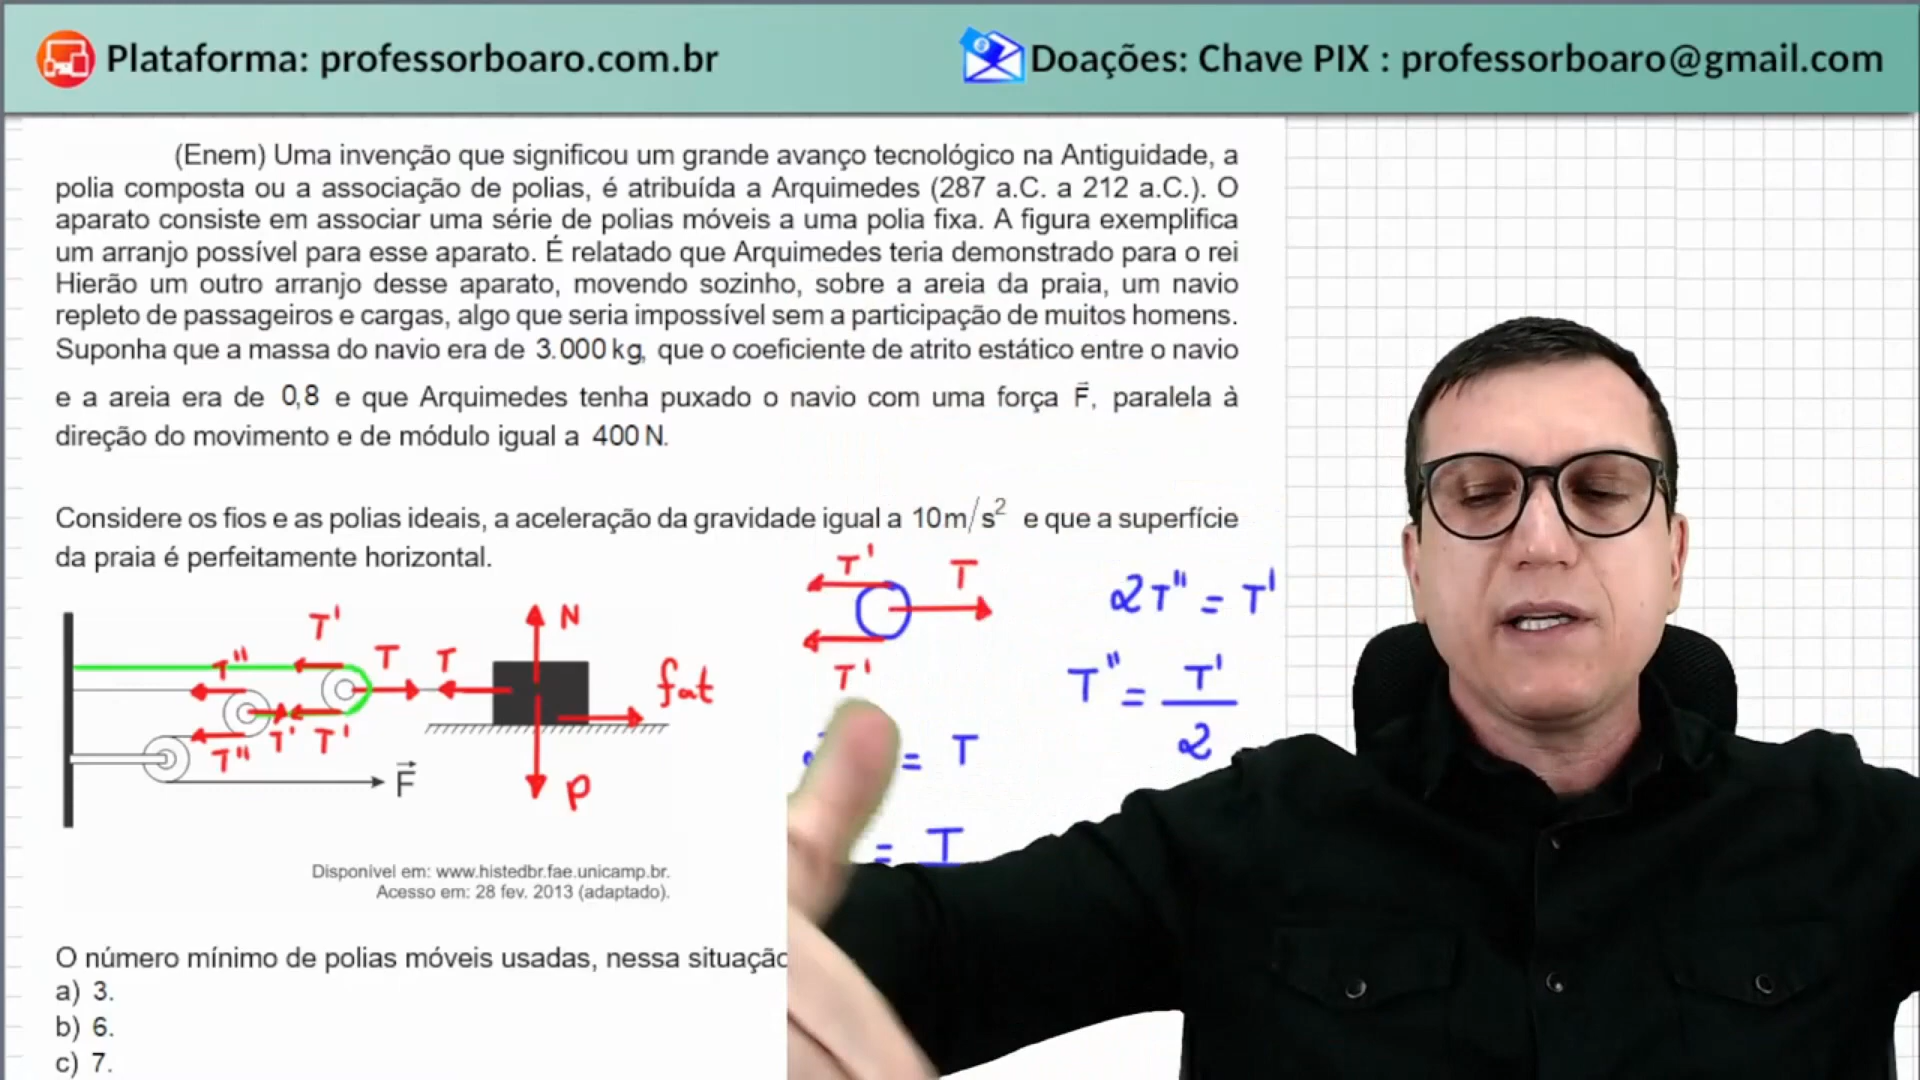 Plataforma: professorboaro.com.br
Doações: Chave PIX : professorboaro@gmail.com
(Enem) Uma invenção que significou um grande avanço tecnológico na Antiguidade, a
polia composta ou a associação de polias, é atribuída a Arquimedes (287 a.C. a 212 a.C.). O
aparato consiste em associar uma série de polias móveis a uma polia fixa. A figura exemplifica
um arranjo possível para esse aparato. É relatado que Arquimedes teria demonstrado para o rei
Hierão um outro arranjo desse aparato, movendo sozinho, sobre a areia da praia, um navio
repleto de passageiros e cargas, algo que seria impossível sem a participação de muitos homens.
Suponha que a massa do navio era de 3.000 kg, que o coeficiente de atrito estático entre o navio
e a areia era de 0,8 e que Arquimedes tenha puxado o navio com uma força F⃗, paralela à
direção do movimento e de módulo igual a 400 N.
Considere os fios e as polias ideais, a aceleração da gravidade igual a 10 m/s² e que a superfície
da praia é perfeitamente horizontal.
T' T
T'
2T" = T'
N
T" T T
fat
T'
T" = T'/2
T" T' T'
= T
F⃗
P
= T
Disponível em: www.histedbr.fae.unicamp.br.
Acesso em: 28 fev. 2013 (adaptado).
O número mínimo de polias móveis usadas, nessa situação
a) 3.
b) 6.
c) 7.